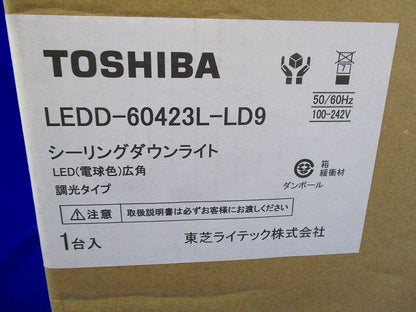 TOSHIBA
7
LEDD-60423L-LD9
50/60Hz
100-242V
シーリングダウンライト
LED(電球色)広角
調光タイプ
箱
緩衝材
ダンボール
⚠注意 取扱説明書は必ずお客様にお渡しください
1台入
東芝ライテック株式会社